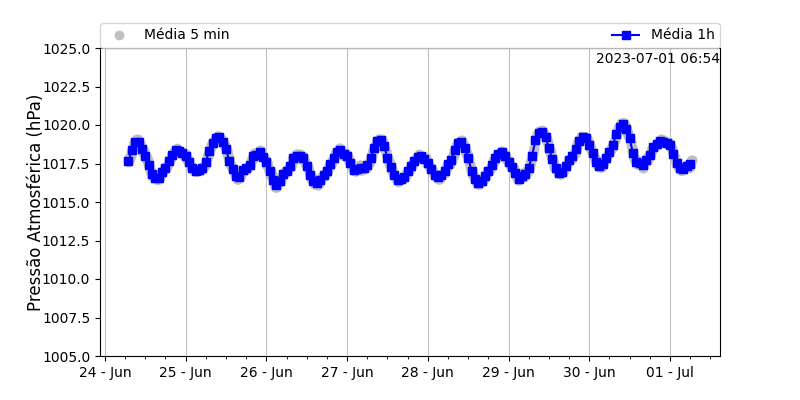 Média 5 min
Média 1h
2023-07-01 06:54
Pressão Atmosférica (hPa)
1025.0
1022.5
1020.0
1017.5
1015.0
1012.5
1010.0
1007.5
1005.0
24 - Jun
25 - Jun
26 - Jun
27 - Jun
28 - Jun
29 - Jun
30 - Jun
01 - Jul